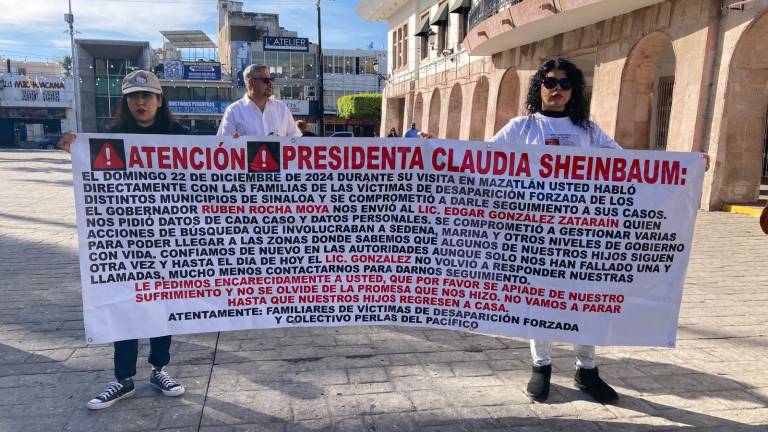 MICHOACANA
L'ATELIER
DOCTORES PEDIATRAS
ATENCIÓN PRESIDENTA CLAUDIA SHEINBAUM:
EL DOMINGO 22 DE DICIEMBRE DE 2024 DURANTE SU VISITA EN MAZATLÁN USTED HABLÓ
DIRECTAMENTE CON LAS FAMILIAS DE LAS VÍCTIMAS DE DESAPARICIÓN FORZADA DE LOS
DISTINTOS MUNICIPIOS DE SINALOA Y SE COMPROMETIÓ A DARLE SEGUIMIENTO A SUS CASOS.
EL GOBERNADOR RUBEN ROCHA MOYA NOS ENVIÓ AL LIC. EDGAR GONZÁLEZ ZATARÁIN QUIEN
NOS PIDIÓ DATOS DE CADA CASO Y DATOS PERSONALES. SE COMPROMETIÓ A GESTIONAR VARIAS
ACCIONES DE BÚSQUEDA QUE INVOLUCRABAN A SEDENA, MARINA Y OTROS NIVELES DE GOBIERNO
PARA PODER LLEGAR A LAS ZONAS DONDE SABEMOS QUE ALGUNOS DE NUESTROS HIJOS SIGUEN
CON VIDA. CONFIAMOS DE NUEVO EN LAS AUTORIDADES AUNQUE SOLO NOS HAN FALLADO UNA Y
OTRA VEZ Y HASTA EL DÍA DE HOY EL LIC. GONZÁLEZ NO VOLVIÓ A RESPONDER NUESTRAS
LLAMADAS, MUCHO MENOS CONTACTARNOS PARA DARNOS SEGUIMIENTO.
LE PEDIMOS ENCARECIDAMENTE A USTED, QUE POR FAVOR SE APIADE DE NUESTRO
SUFRIMIENTO Y NO SE OLVIDE DE LA PROMESA QUE NOS HIZO. NO VAMOS A PARAR
HASTA QUE NUESTROS HIJOS REGRESEN A CASA.
ATENTAMENTE: FAMILIARES DE VÍCTIMAS DE DESAPARICIÓN FORZADA
Y COLECTIVO PERLAS DEL PACÍFICO